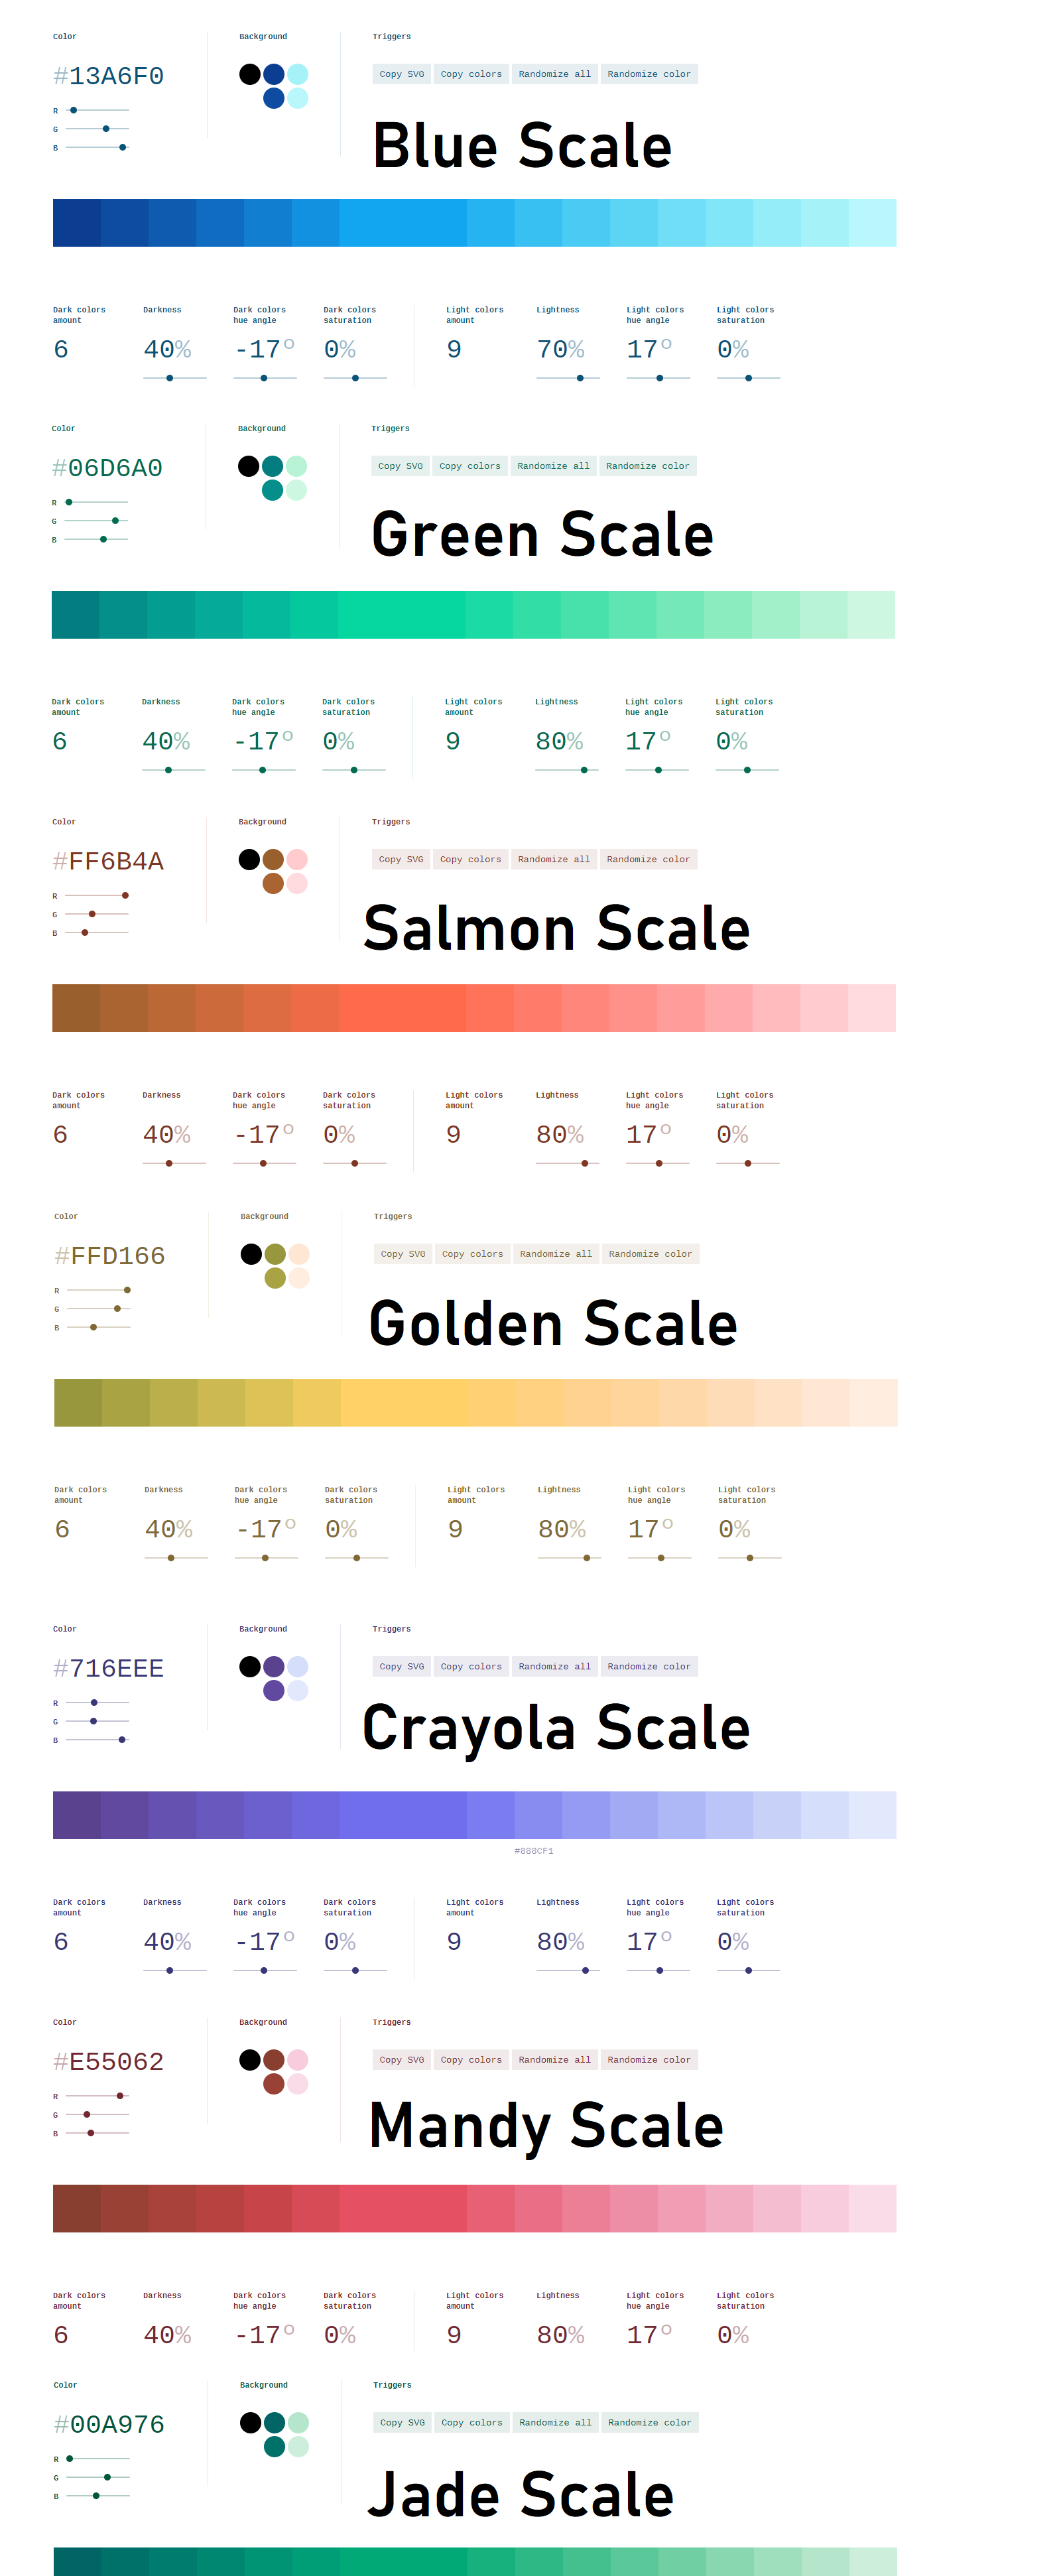 Color Background Triggers
#13A6F0 Copy SVG Copy colors Randomize all Randomize color
R
G
B
Blue Scale
Dark colors amount Darkness Dark colors hue angle Dark colors saturation Light colors amount Lightness Light colors hue angle Light colors saturation
6 40% -17° 0% 9 70% 17° 0%
Color Background Triggers
#06D6A0 Copy SVG Copy colors Randomize all Randomize color
R
G
B
Green Scale
Dark colors amount Darkness Dark colors hue angle Dark colors saturation Light colors amount Lightness Light colors hue angle Light colors saturation
6 40% -17° 0% 9 80% 17° 0%
Color Background Triggers
#FF6B4A Copy SVG Copy colors Randomize all Randomize color
R
G
B
Salmon Scale
Dark colors amount Darkness Dark colors hue angle Dark colors saturation Light colors amount Lightness Light colors hue angle Light colors saturation
6 40% -17° 0% 9 80% 17° 0%
Color Background Triggers
#FFD166 Copy SVG Copy colors Randomize all Randomize color
R
G
B
Golden Scale
Dark colors amount Darkness Dark colors hue angle Dark colors saturation Light colors amount Lightness Light colors hue angle Light colors saturation
6 40% -17° 0% 9 80% 17° 0%
Color Background Triggers
#716EEE Copy SVG Copy colors Randomize all Randomize color
R
G
B
Crayola Scale
#888CF1
Dark colors amount Darkness Dark colors hue angle Dark colors saturation Light colors amount Lightness Light colors hue angle Light colors saturation
6 40% -17° 0% 9 80% 17° 0%
Color Background Triggers
#E55062 Copy SVG Copy colors Randomize all Randomize color
R
G
B
Mandy Scale
Dark colors amount Darkness Dark colors hue angle Dark colors saturation Light colors amount Lightness Light colors hue angle Light colors saturation
6 40% -17° 0% 9 80% 17° 0%
Color Background Triggers
#00A976 Copy SVG Copy colors Randomize all Randomize color
R
G
B
Jade Scale